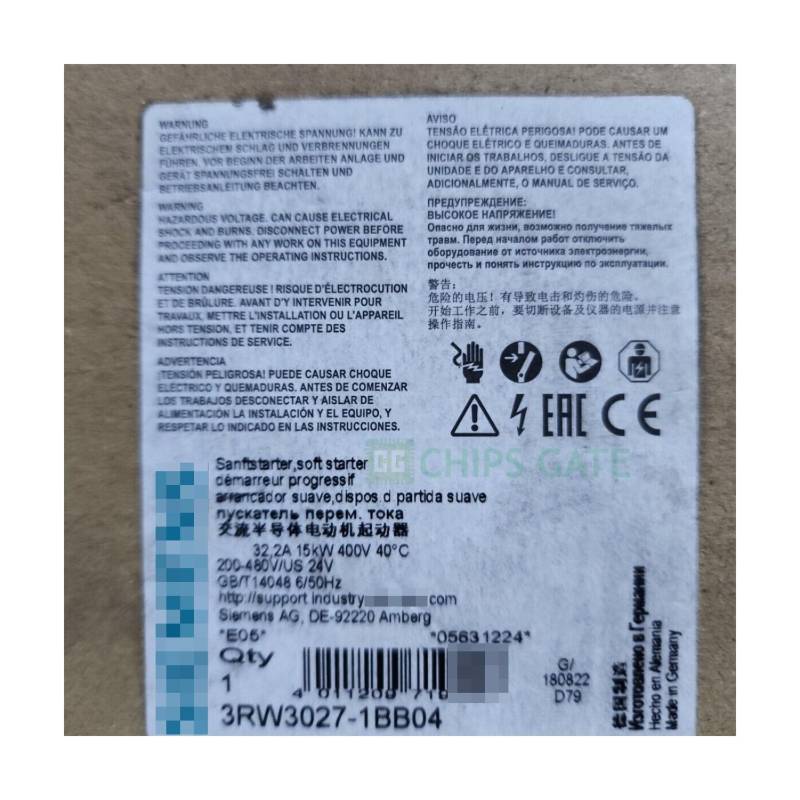 WARNUNG
GEFÄHRLICHE ELEKTRISCHE SPANNUNG! KANN ZU
ELEKTRISCHEN SCHLAG UND VERBRENNUNGEN
FÜHREN. VOR BEGINN DER ARBEITEN ANLAGE UND
GERÄT SPANNUNGSFREI SCHALTEN UND
BETRIEBSANLEITUNG BEACHTEN.
WARNING
HAZARDOUS VOLTAGE. CAN CAUSE ELECTRICAL
SHOCK AND BURNS. DISCONNECT POWER BEFORE
PROCEEDING WITH ANY WORK ON THIS EQUIPMENT
AND OBSERVE THE OPERATING INSTRUCTIONS.
ATTENTION
TENSION DANGEREUSE! RISQUE D'ÉLECTROCUTION
ET DE BRÛLURE. AVANT D'Y INTERVENIR POUR
TRAVAUX, METTRE L'INSTALLATION OU L'APPAREIL
HORS TENSION, ET TENIR COMPTE DES
INSTRUCTIONS DE SERVICE.
ADVERTENCIA
¡TENSIÓN PELIGROSA! PUEDE CAUSAR CHOQUE
ELÉCTRICO Y QUEMADURAS. ANTES DE COMENZAR
LOS TRABAJOS DESCONECTAR Y AISLAR DE
ALIMENTACIÓN LA INSTALACIÓN Y EL EQUIPO, Y
RESPETAR LO INDICADO EN LAS INSTRUCCIONES.
AVISO
TENSÃO ELÉTRICA PERIGOSA! PODE CAUSAR UM
CHOQUE ELÉTRICO E QUEIMADURAS. ANTES DE
INICIAR OS TRABALHOS, DESLIGUE A TENSÃO DA
UNIDADE E DO APARELHO E CONSULTAR,
ADICIONALMENTE, O MANUAL DE SERVIÇO.
ПРЕДУПРЕЖДЕНИЕ:
ВЫСОКОЕ НАПРЯЖЕНИЕ!
Опасно для жизни, возможно получение тяжелых
травм. Перед началом работ отключить
оборудование от источника электроэнергии,
прочесть и понять инструкцию по эксплуатации.
警告:
危险的电压! 有导致电击和灼伤的危险。
开始工作之前, 要切断设备及仪器的电源并注意
操作指南。
EAC CE
CHIPS GATE
Sanftstarter,soft starter
démarreur progressif
arrancador suave,dispos.d partida suave
пускатель перем. тока
交流半导体电动机起动器
32,2A 15kW 400V 40°C
200-480V/US 24V
GB/T14048 6/50Hz
http://support industry com
Siemens AG, DE-92220 Amberg
*E05* *05631224*
Qty
1
4 011209 719
3RW3027-1BB04
G/
180822
D79
德国制造
Изготовлено в Германии
Hecho en Alemania
Made in Germany